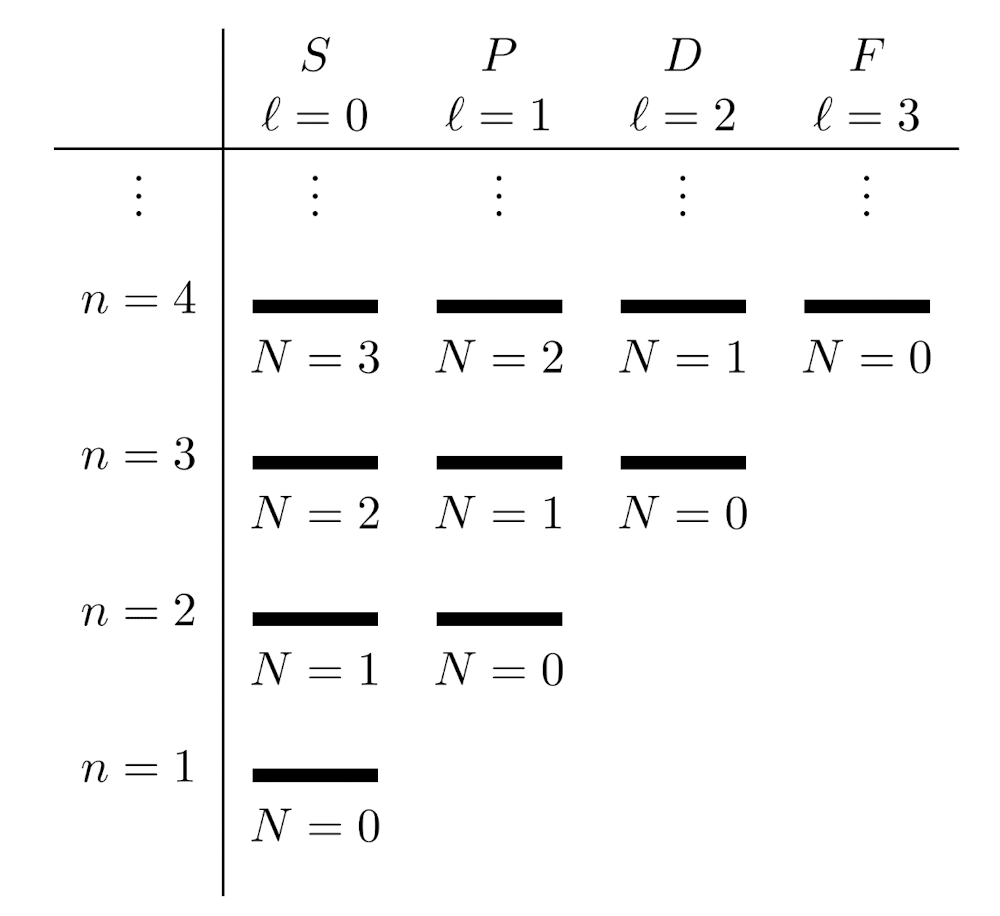 S P D F
ℓ = 0 ℓ = 1 ℓ = 2 ℓ = 3
⋮ ⋮ ⋮ ⋮ ⋮
n = 4
N = 3 N = 2 N = 1 N = 0
n = 3
N = 2 N = 1 N = 0
n = 2
N = 1 N = 0
n = 1
N = 0